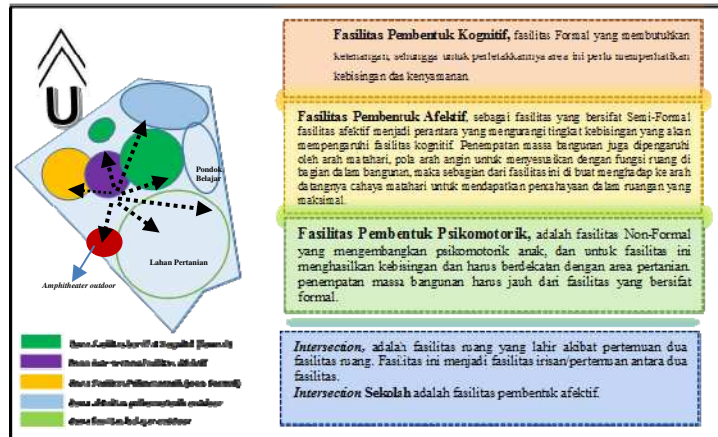 U
Pondok
Belajar
Lahan Pertanian
Amphitheater outdoor
Fasilitas Pembentuk Kognitif, fasilitas Formal yang membutuhkan
ketenangan, sehingga untuk perletakkannya area ini perlu memperhatikan
kebisingan das kenyamanan.
Fasilitas Pembentuk Afektif, sebagai fasilitas yang bersifat Semi-Formal
fasilitas afektif menjadi perantara yang mengurangi tingkat kebisingan yang akan
mempengaruhi fasilitas kognitif. Penempatan massa bangunan juga dipengaruhi
oleh arah matahari, pola arah angin untuk menyesuaikan dengan fungsi ruang di
bagian dalam bangunan, maka sebagian dari fasilitas ini di buat menghadap ke arah
datangnya cahaya matahari untuk mendapatkan pencahayaan dalam ruangan yang
maksimal.
Fasilitas Pembentuk Psikomotorik, adalah fasilitas Non-Formal
yang mengembangkan psikomotorik anak, dan untuk fasilitas ini
menghasilkan kebisingan dan harus berdekatan dengan area pertanian.
penempatan massa bangunan harus jauh dari fasilitas yang bersifat
formal.
Intersection, adalah fasilitas ruang yang lahir akibat pertemuan dua
fasilitas ruang. Fasilitas ini menjadi fasilitas irisan/pertemuan antara dua
fasilitas.
Intersection Sekolah adalah fasilitas pembentuk afektif.